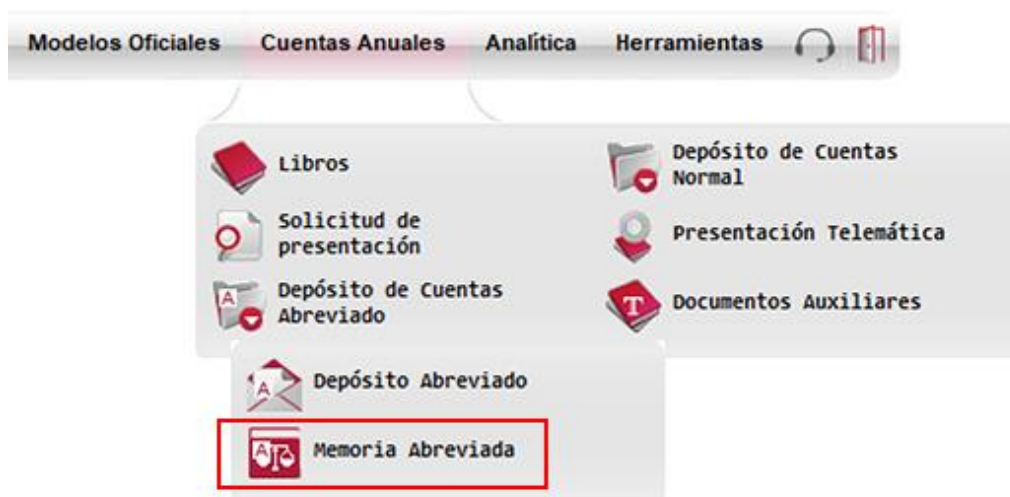 Modelos Oficiales Cuentas Anuales Analítica Herramientas
Libros
Solicitud de
presentación
Depósito de Cuentas
Abreviado
Depósito de Cuentas
Normal
Presentación Telemática
Documentos Auxiliares
Depósito Abreviado
Memoria Abreviada